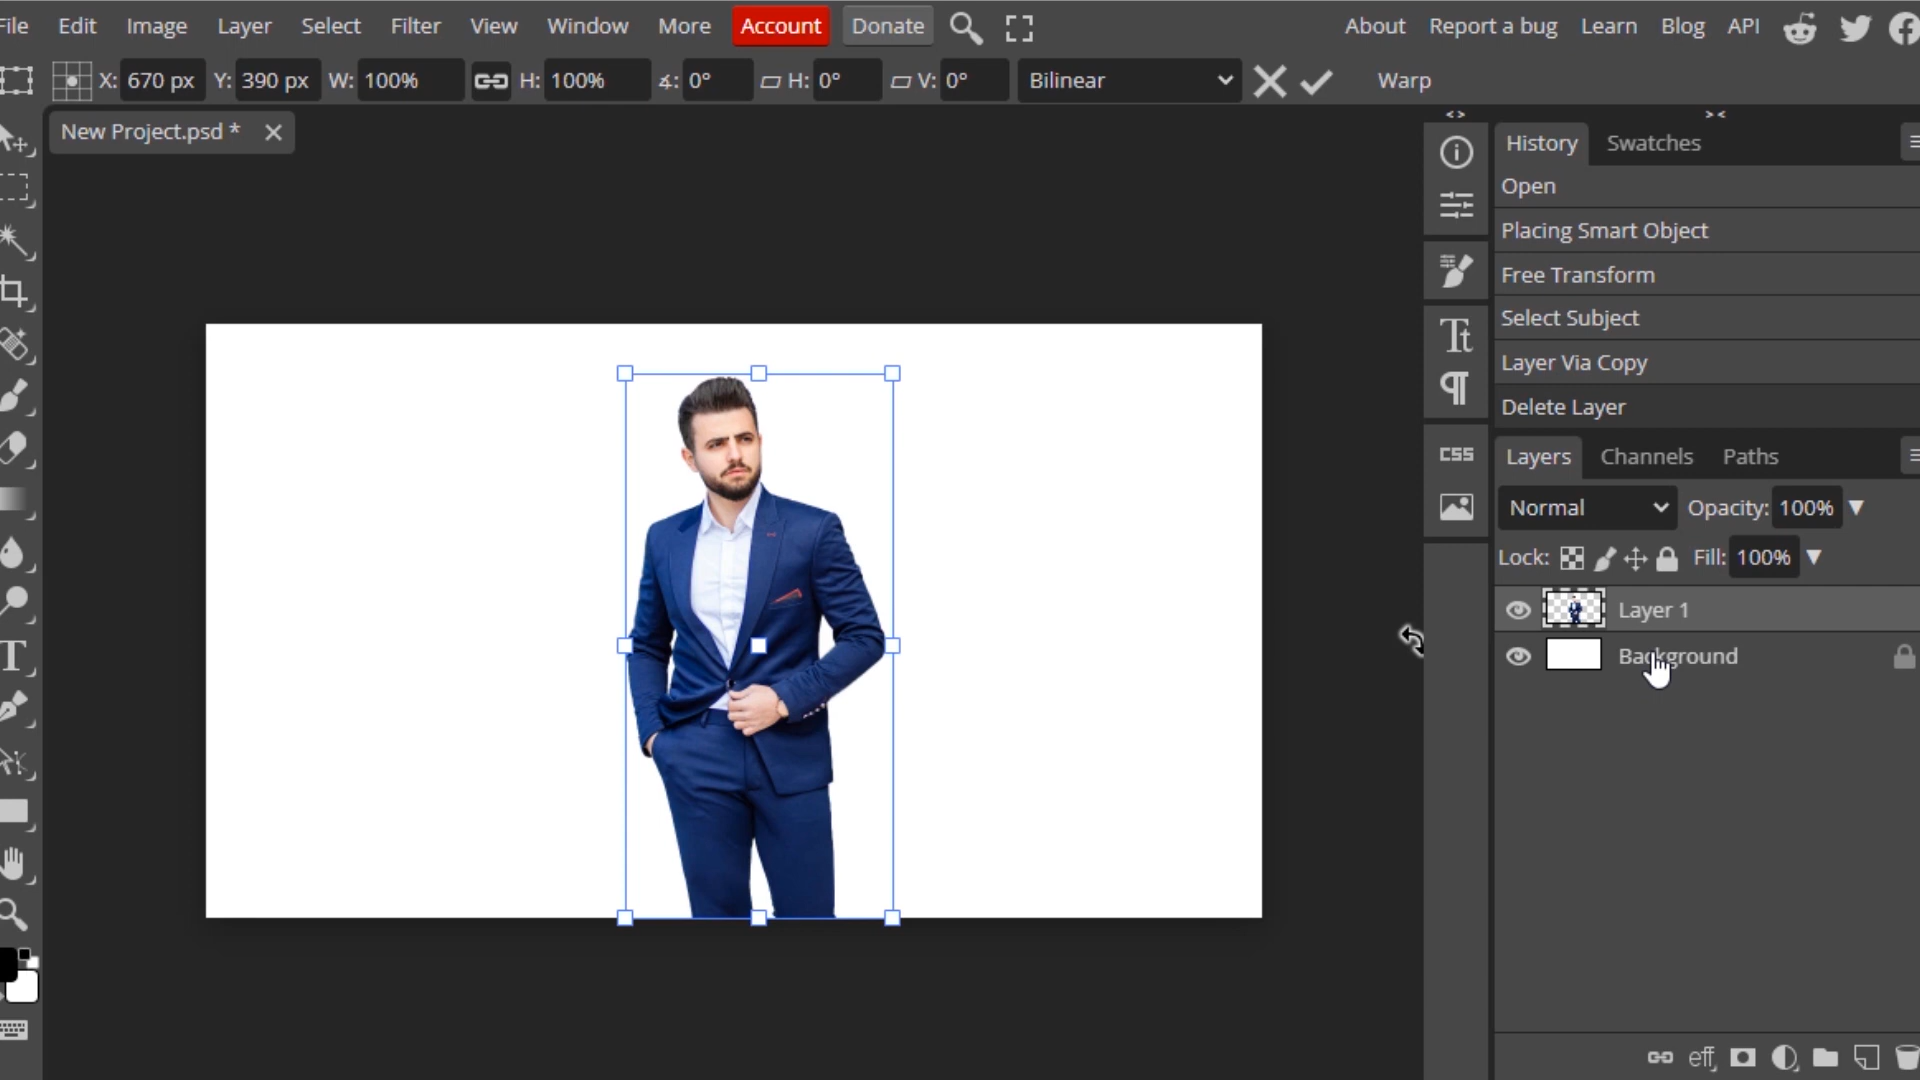 File Edit Image Layer Select Filter View Window More Account Donate About Report a bug Learn Blog API
X: 670 px Y: 390 px W: 100% H: 100% ∡: 0° H: 0° V: 0° Bilinear Warp
New Project.psd *
< >
> <
History Swatches
Open
Placing Smart Object
Free Transform
Select Subject
Layer Via Copy
Delete Layer
Tt
¶
CSS
Layers Channels Paths
Normal Opacity: 100%
Lock: Fill: 100%
Layer 1
Background
T
eff